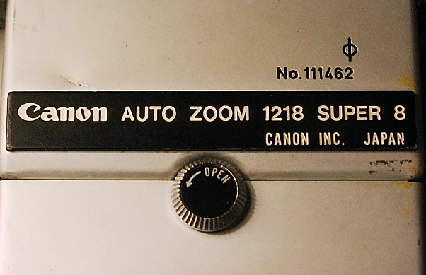 No. 111462
Canon AUTO ZOOM 1218 SUPER 8
CANON INC. JAPAN
OPEN